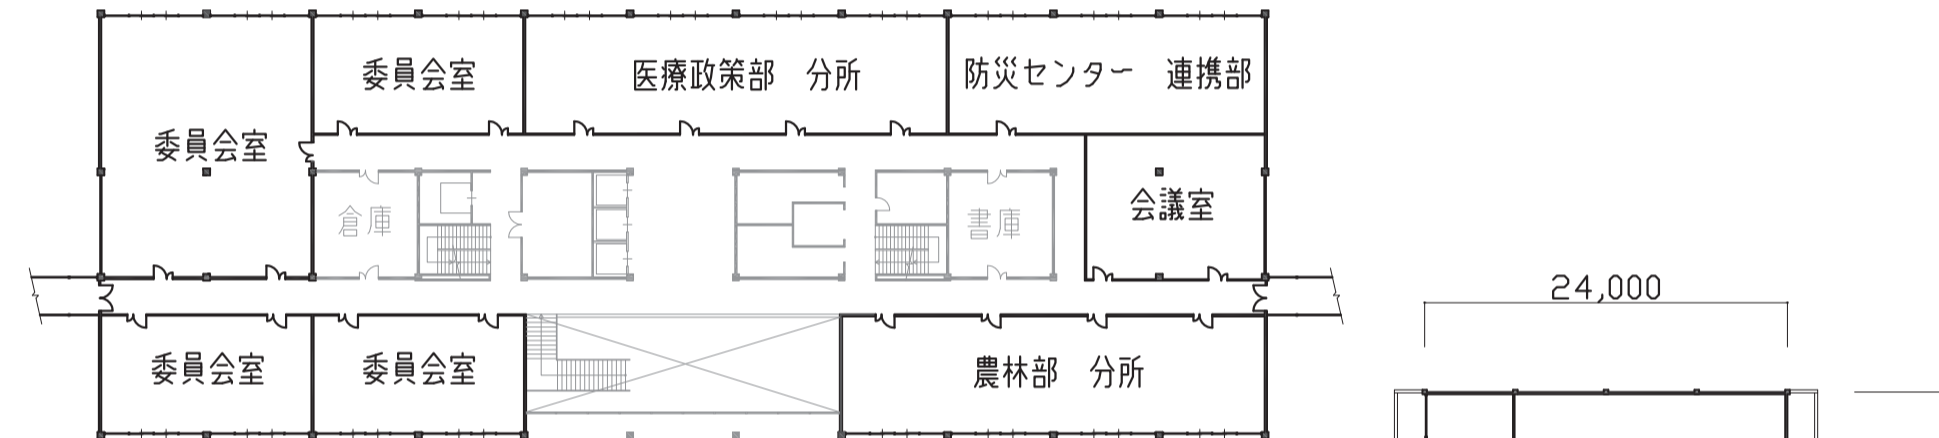 委員会室
医療政策部　分所
防災センター　連携部
委員会室
会議室
倉庫
書庫
24,000
委員会室
委員会室
農林部　分所